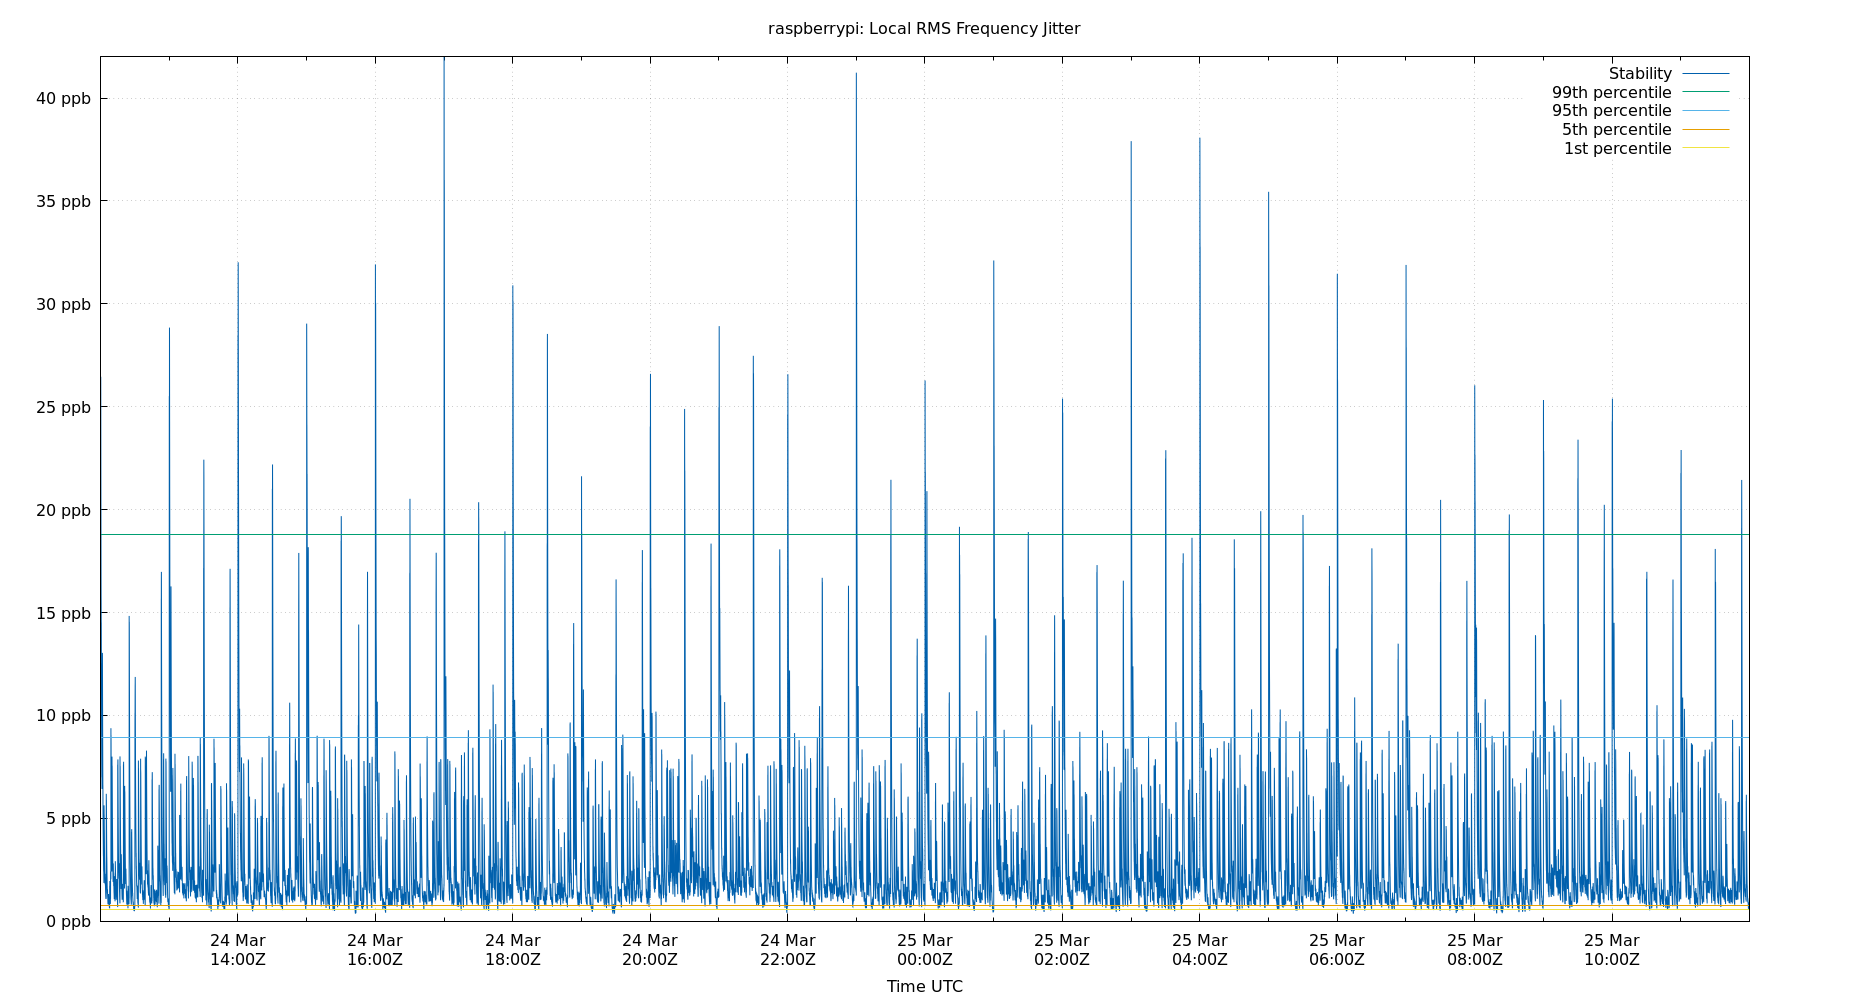 raspberrypi: Local RMS Frequency Jitter
Stability
99th percentile
95th percentile
5th percentile
1st percentile
40 ppb
35 ppb
30 ppb
25 ppb
20 ppb
15 ppb
10 ppb
5 ppb
0 ppb
24 Mar 24 Mar 24 Mar 24 Mar 24 Mar 25 Mar 25 Mar 25 Mar 25 Mar 25 Mar 25 Mar
14:00Z 16:00Z 18:00Z 20:00Z 22:00Z 00:00Z 02:00Z 04:00Z 06:00Z 08:00Z 10:00Z
Time UTC